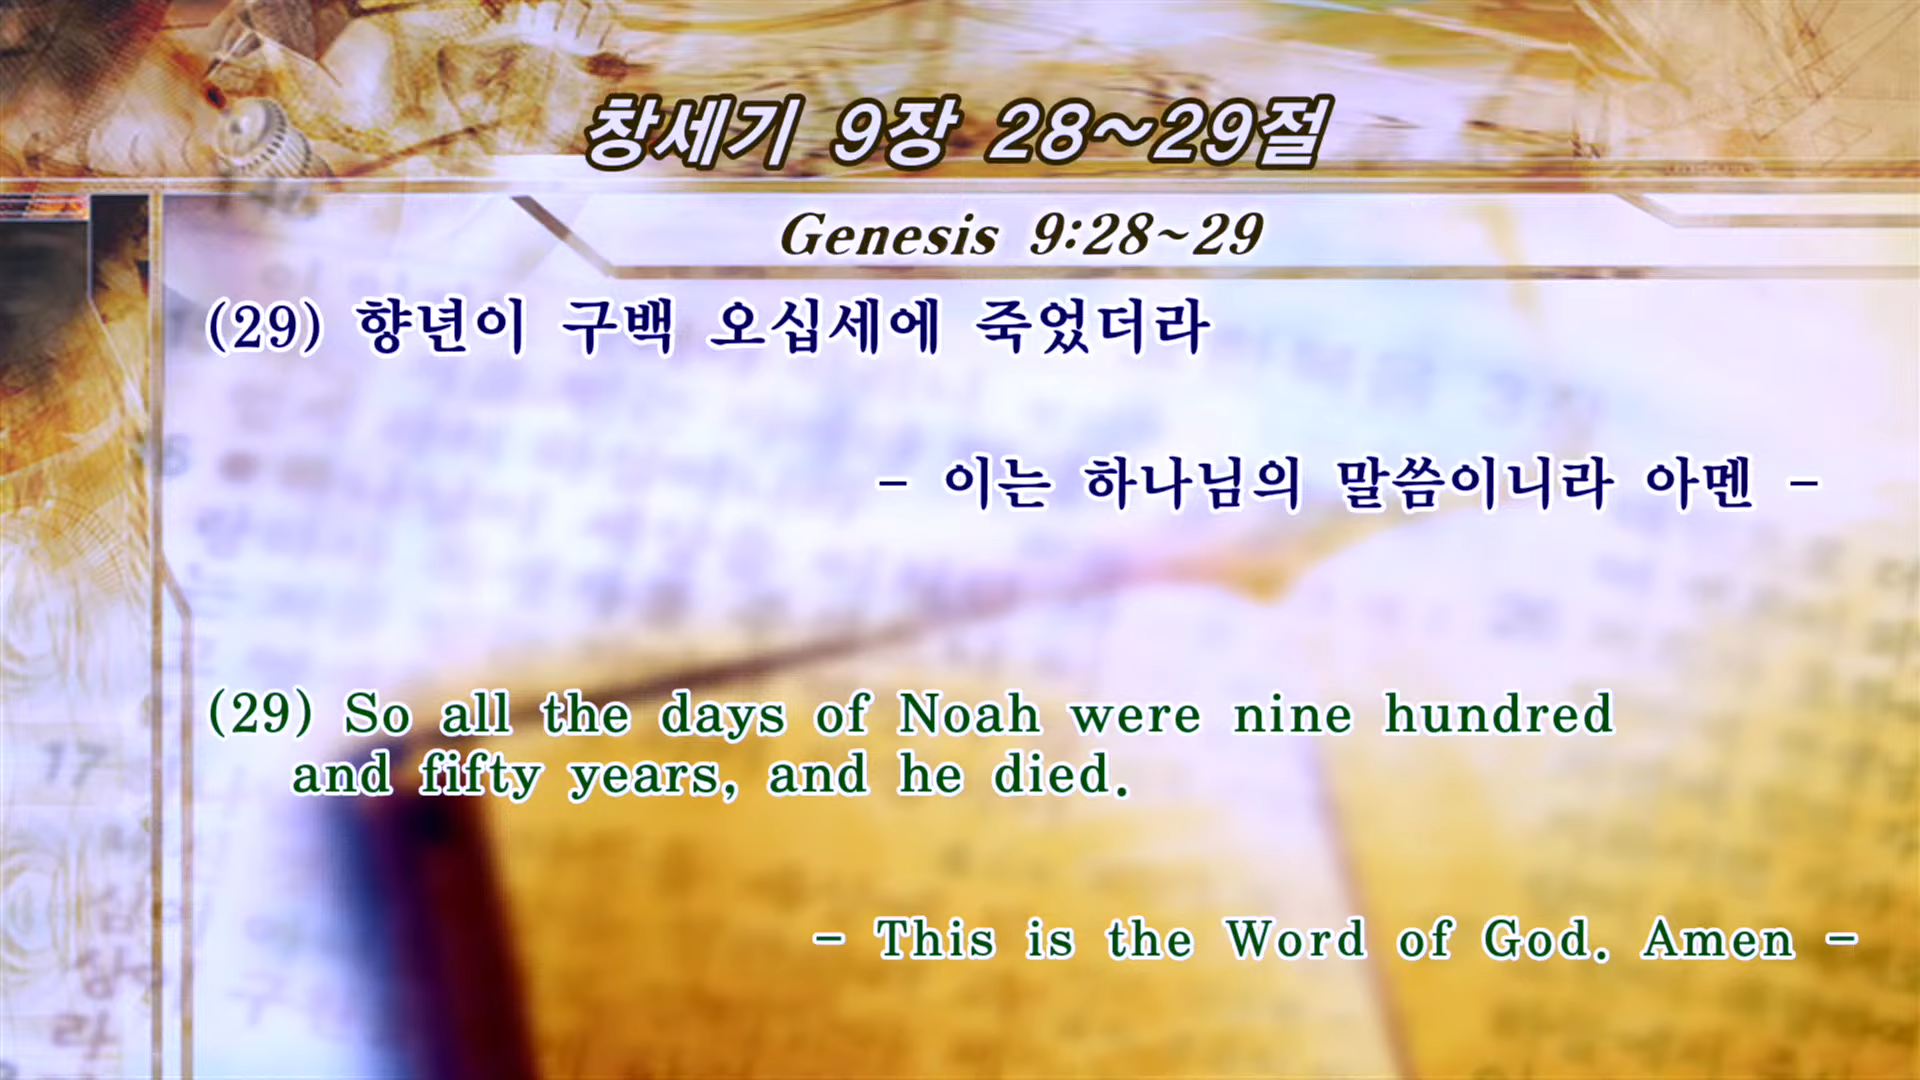 창세기 9장 28~29절
Genesis 9:28~29
(29) 향년이 구백 오십세에 죽었더라
- 이는 하나님의 말씀이니라 아멘 -
(29) So all the days of Noah were nine hundred
and fifty years, and he died.
- This is the Word of God. Amen -